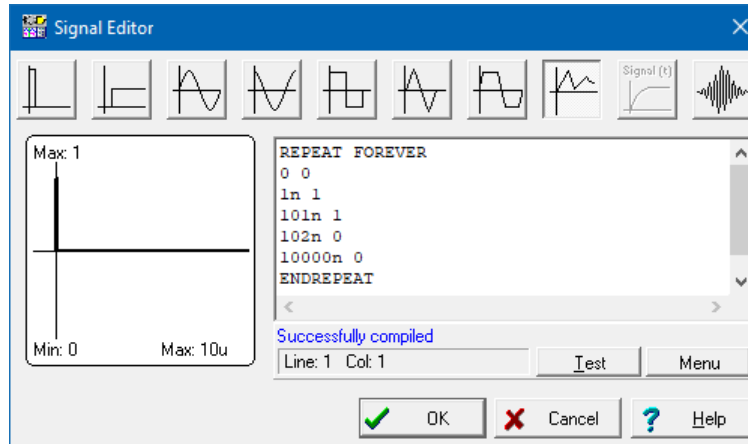 Signal Editor
Signal (t)
Max: 1
Min: 0 Max: 10u
REPEAT FOREVER
0 0
1n 1
101n 1
102n 0
10000n 0
ENDREPEAT
Successfully compiled
Line: 1 Col: 1
Test
Menu
OK
Cancel
Help